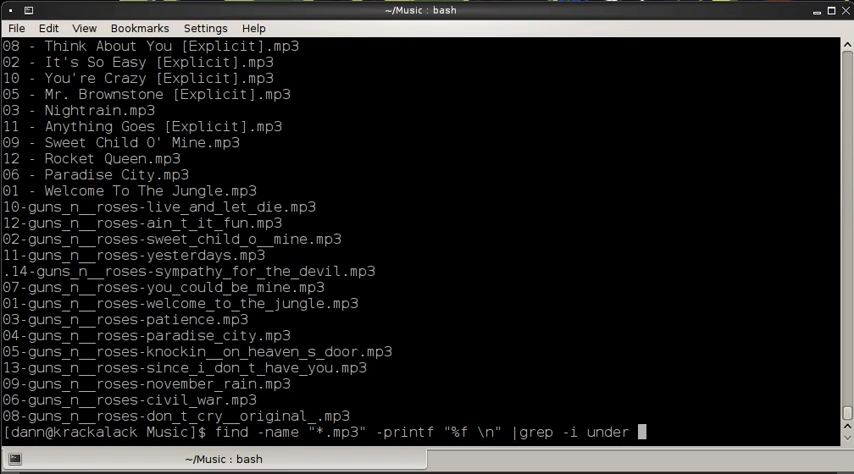 ~/Music : bash
File Edit View Bookmarks Settings Help
08 - Think About You [Explicit].mp3
02 - It's So Easy [Explicit].mp3
10 - You're Crazy [Explicit].mp3
05 - Mr. Brownstone [Explicit].mp3
03 - Nightrain.mp3
11 - Anything Goes [Explicit].mp3
09 - Sweet Child O' Mine.mp3
12 - Rocket Queen.mp3
06 - Paradise City.mp3
01 - Welcome To The Jungle.mp3
10-guns_n__roses-live_and_let_die.mp3
12-guns_n__roses-ain_t_it_fun.mp3
02-guns_n__roses-sweet_child_o__mine.mp3
11-guns_n__roses-yesterdays.mp3
.14-guns_n__roses-sympathy_for_the_devil.mp3
07-guns_n__roses-you_could_be_mine.mp3
01-guns_n__roses-welcome_to_the_jungle.mp3
03-guns_n__roses-patience.mp3
04-guns_n__roses-paradise_city.mp3
05-guns_n__roses-knockin__on_heaven_s_door.mp3
13-guns_n__roses-since_i_don_t_have_you.mp3
09-guns_n__roses-november_rain.mp3
06-guns_n__roses-civil_war.mp3
08-guns_n__roses-don_t_cry__original_.mp3
[dann@krackalack Music]$ find -name "*.mp3" -printf "%f \n" |grep -i under
~/Music : bash